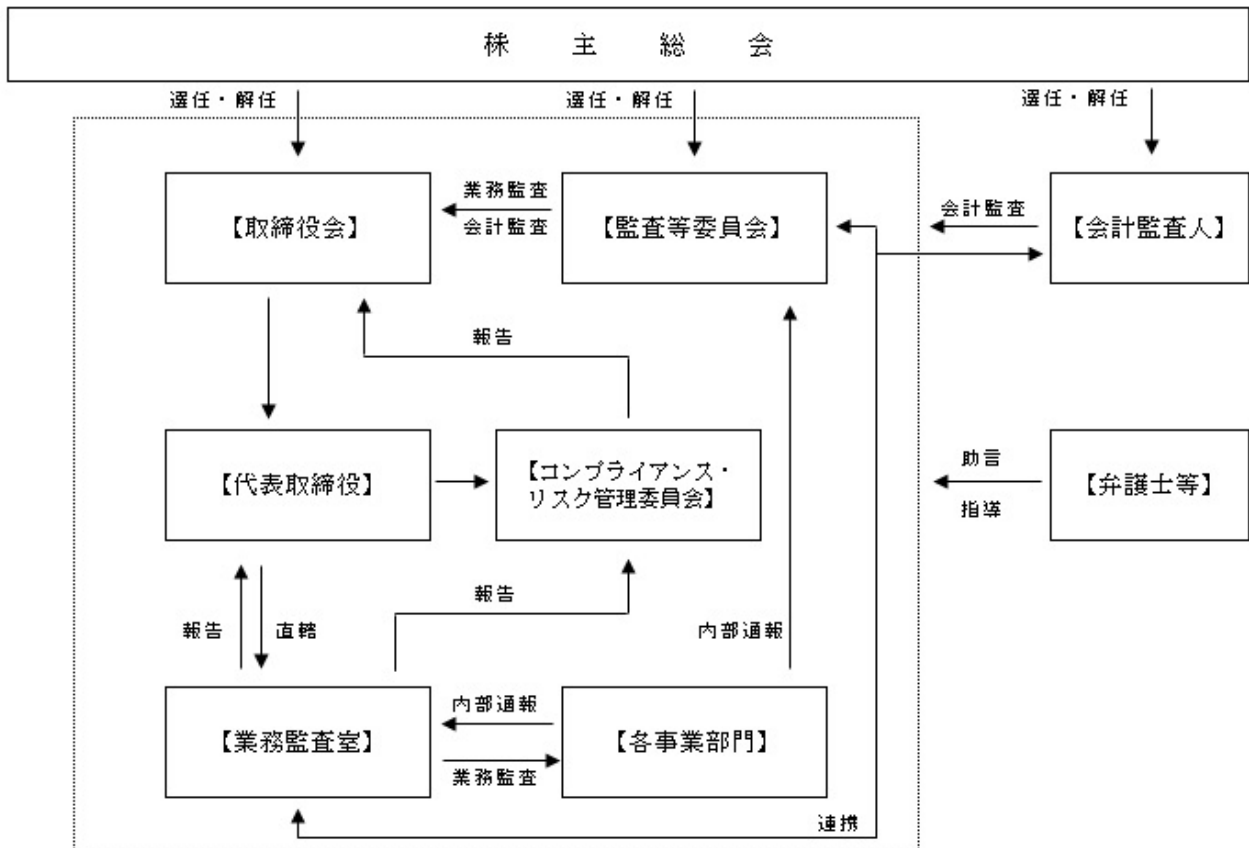 株主総会
選任・解任
選任・解任
選任・解任
【取締役会】
業務監査
会計監査
【監査等委員会】
会計監査
【会計監査人】
報告
【代表取締役】
【コンプライアンス・
リスク管理委員会】
助言
指導
【弁護士等】
報告
直轄
報告
内部通報
【業務監査室】
内部通報
業務監査
【各事業部門】
連携